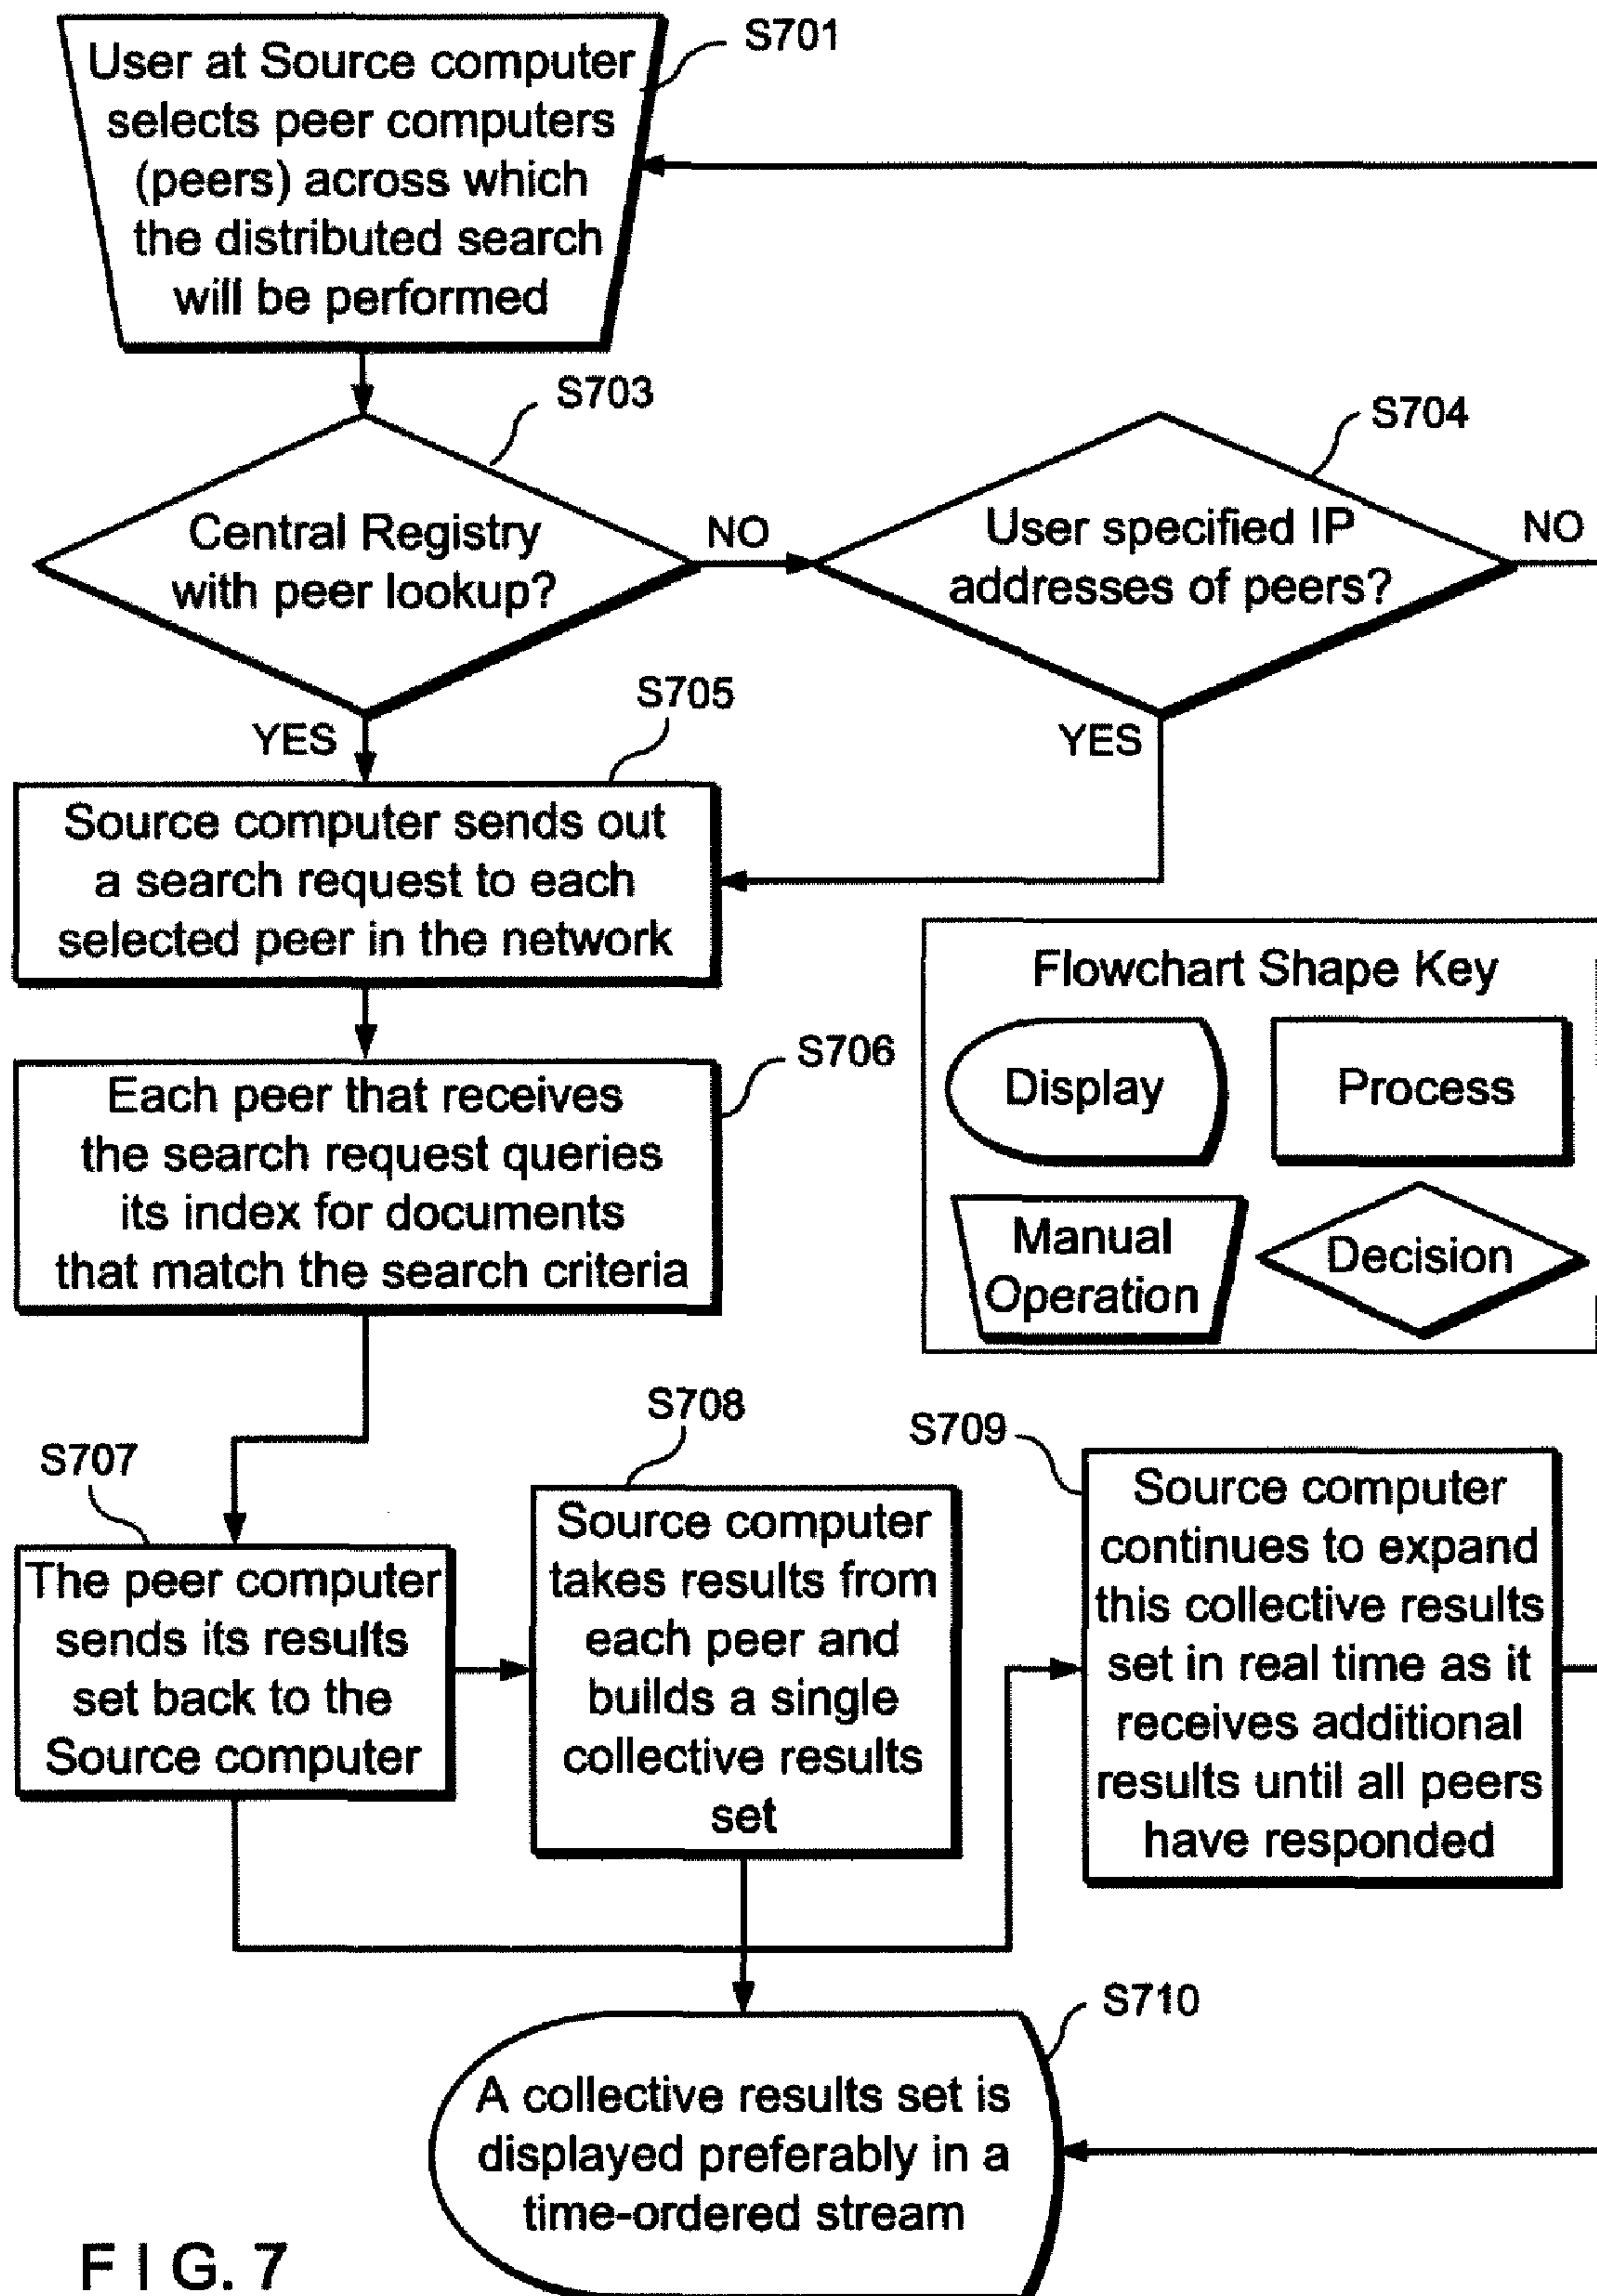 S701
User at Source computer
selects peer computers
(peers) across which
the distributed search
will be performed
S703
Central Registry
with peer lookup?
NO
YES
S704
User specified IP
addresses of peers?
NO
YES
S705
Source computer sends out
a search request to each
selected peer in the network
S706
Each peer that receives
the search request queries
its index for documents
that match the search criteria
Flowchart Shape Key
Display
Process
Manual
Operation
Decision
S707
The peer computer
sends its results
set back to the
Source computer
S708
Source computer
takes results from
each peer and
builds a single
collective results
set
S709
Source computer
continues to expand
this collective results
set in real time as it
receives additional
results until all peers
have responded
S710
A collective results set is
displayed preferably in a
time-ordered stream
F I G. 7